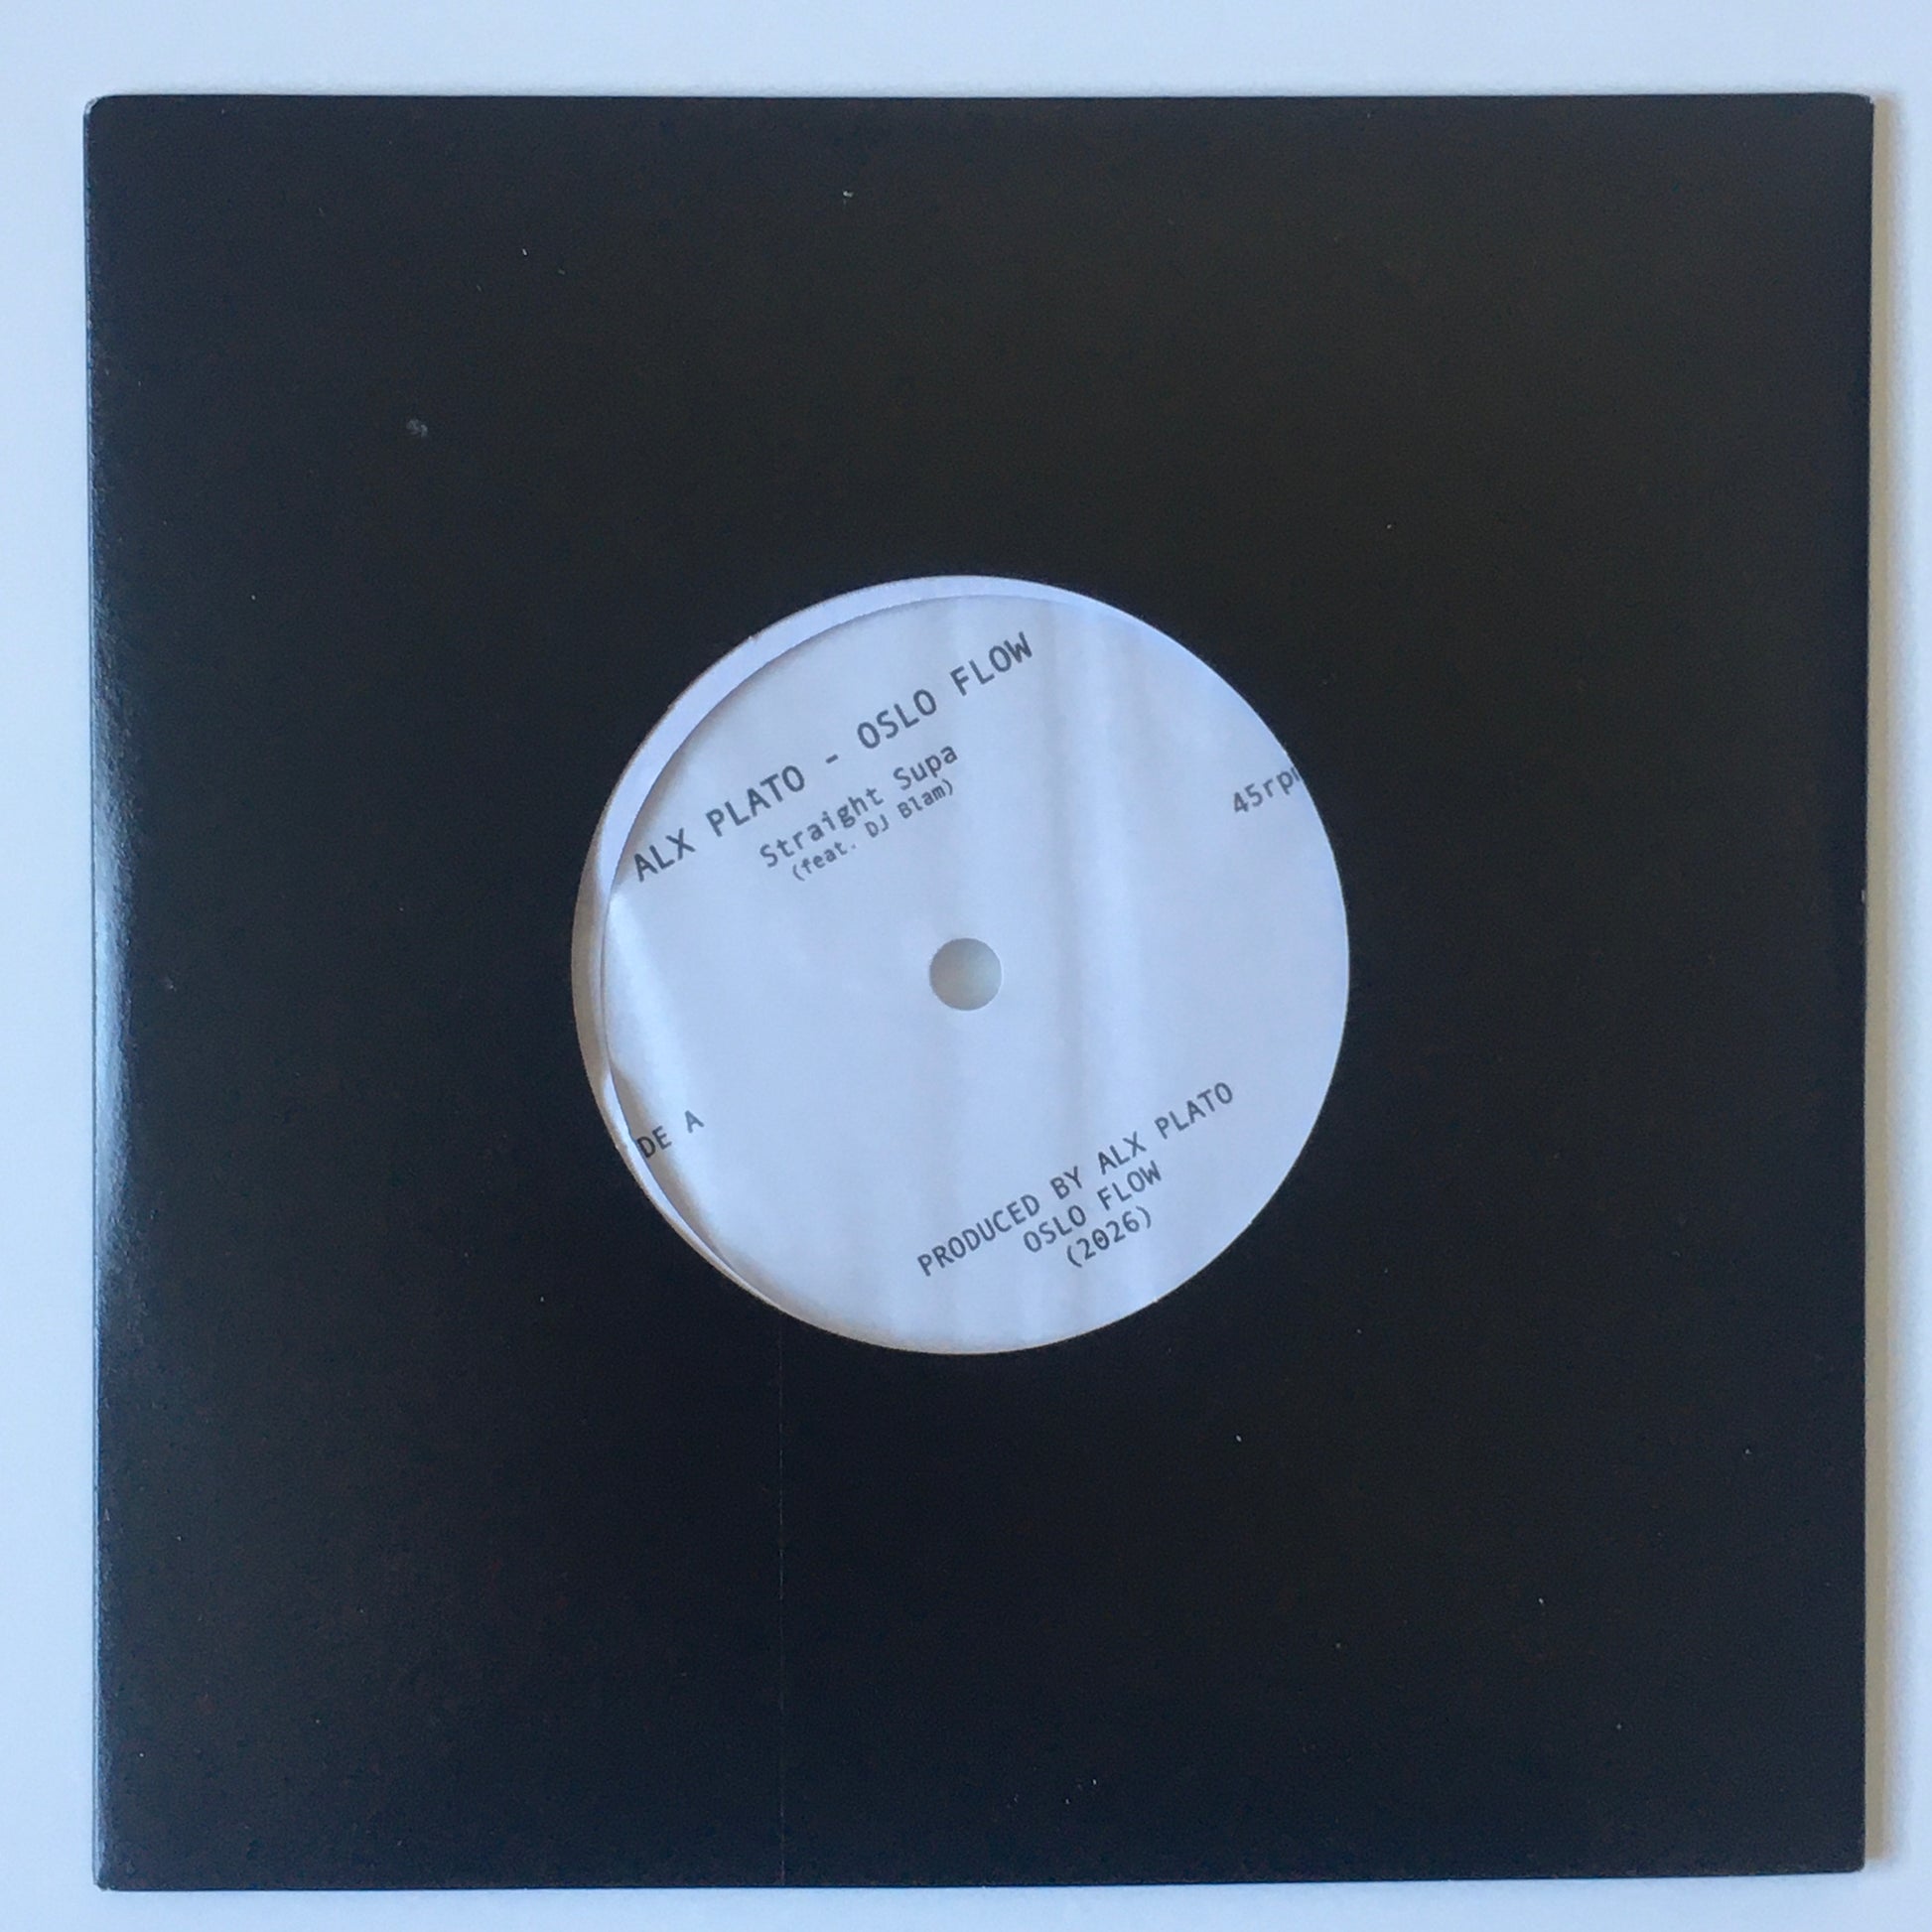 ALX PLATO - OSLO FLOW
Straight Supa
(feat. DJ Blam)
45rp
DE A
PRODUCED BY ALX PLATO
OSLO FLOW
(2026)